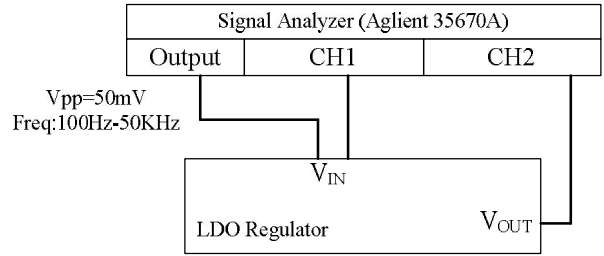 Signal Analyzer (Aglient 35670A)
Output CH1 CH2
Vpp=50mV
Freq:100Hz-50KHz
VIN
VOUT
LDO Regulator